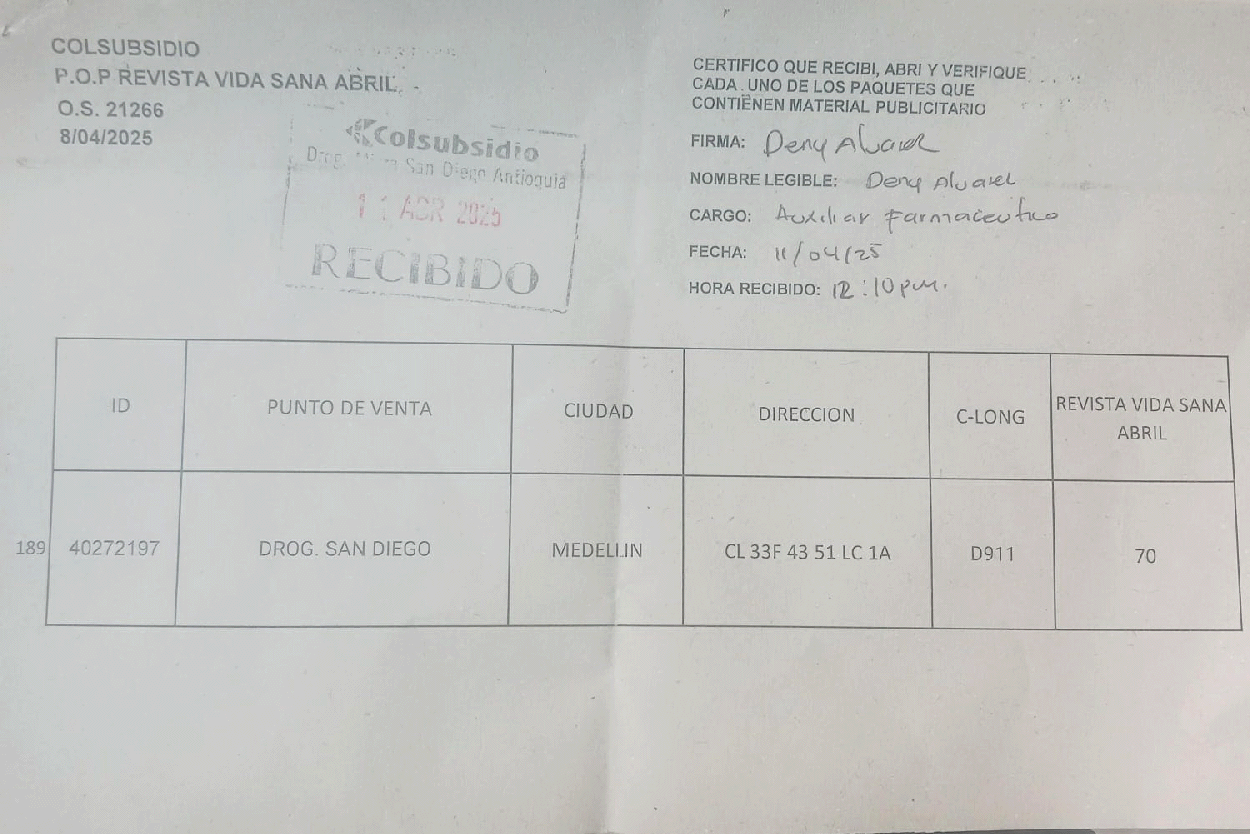 COLSUBSIDIO
P.O.P REVISTA VIDA SANA ABRIL
O.S. 21266
8/04/2025
Colsubsidio
San Diego Antioquia
11 ABR 2025
RECIBIDO
CERTIFICO QUE RECIBI, ABRI Y VERIFIQUE
CADA UNO DE LOS PAQUETES QUE
CONTIENEN MATERIAL PUBLICITARIO
FIRMA: Deny Alvarez
NOMBRE LEGIBLE: Deny Alvarez
CARGO: Auxiliar Farmaceutico
FECHA: 11/04/25
HORA RECIBIDO: 12:10 p.m.
ID PUNTO DE VENTA CIUDAD DIRECCION C-LONG REVISTA VIDA SANA
ABRIL
189 40272197 DROG. SAN DIEGO MEDELLIN CL 33F 43 51 LC 1A D911 70